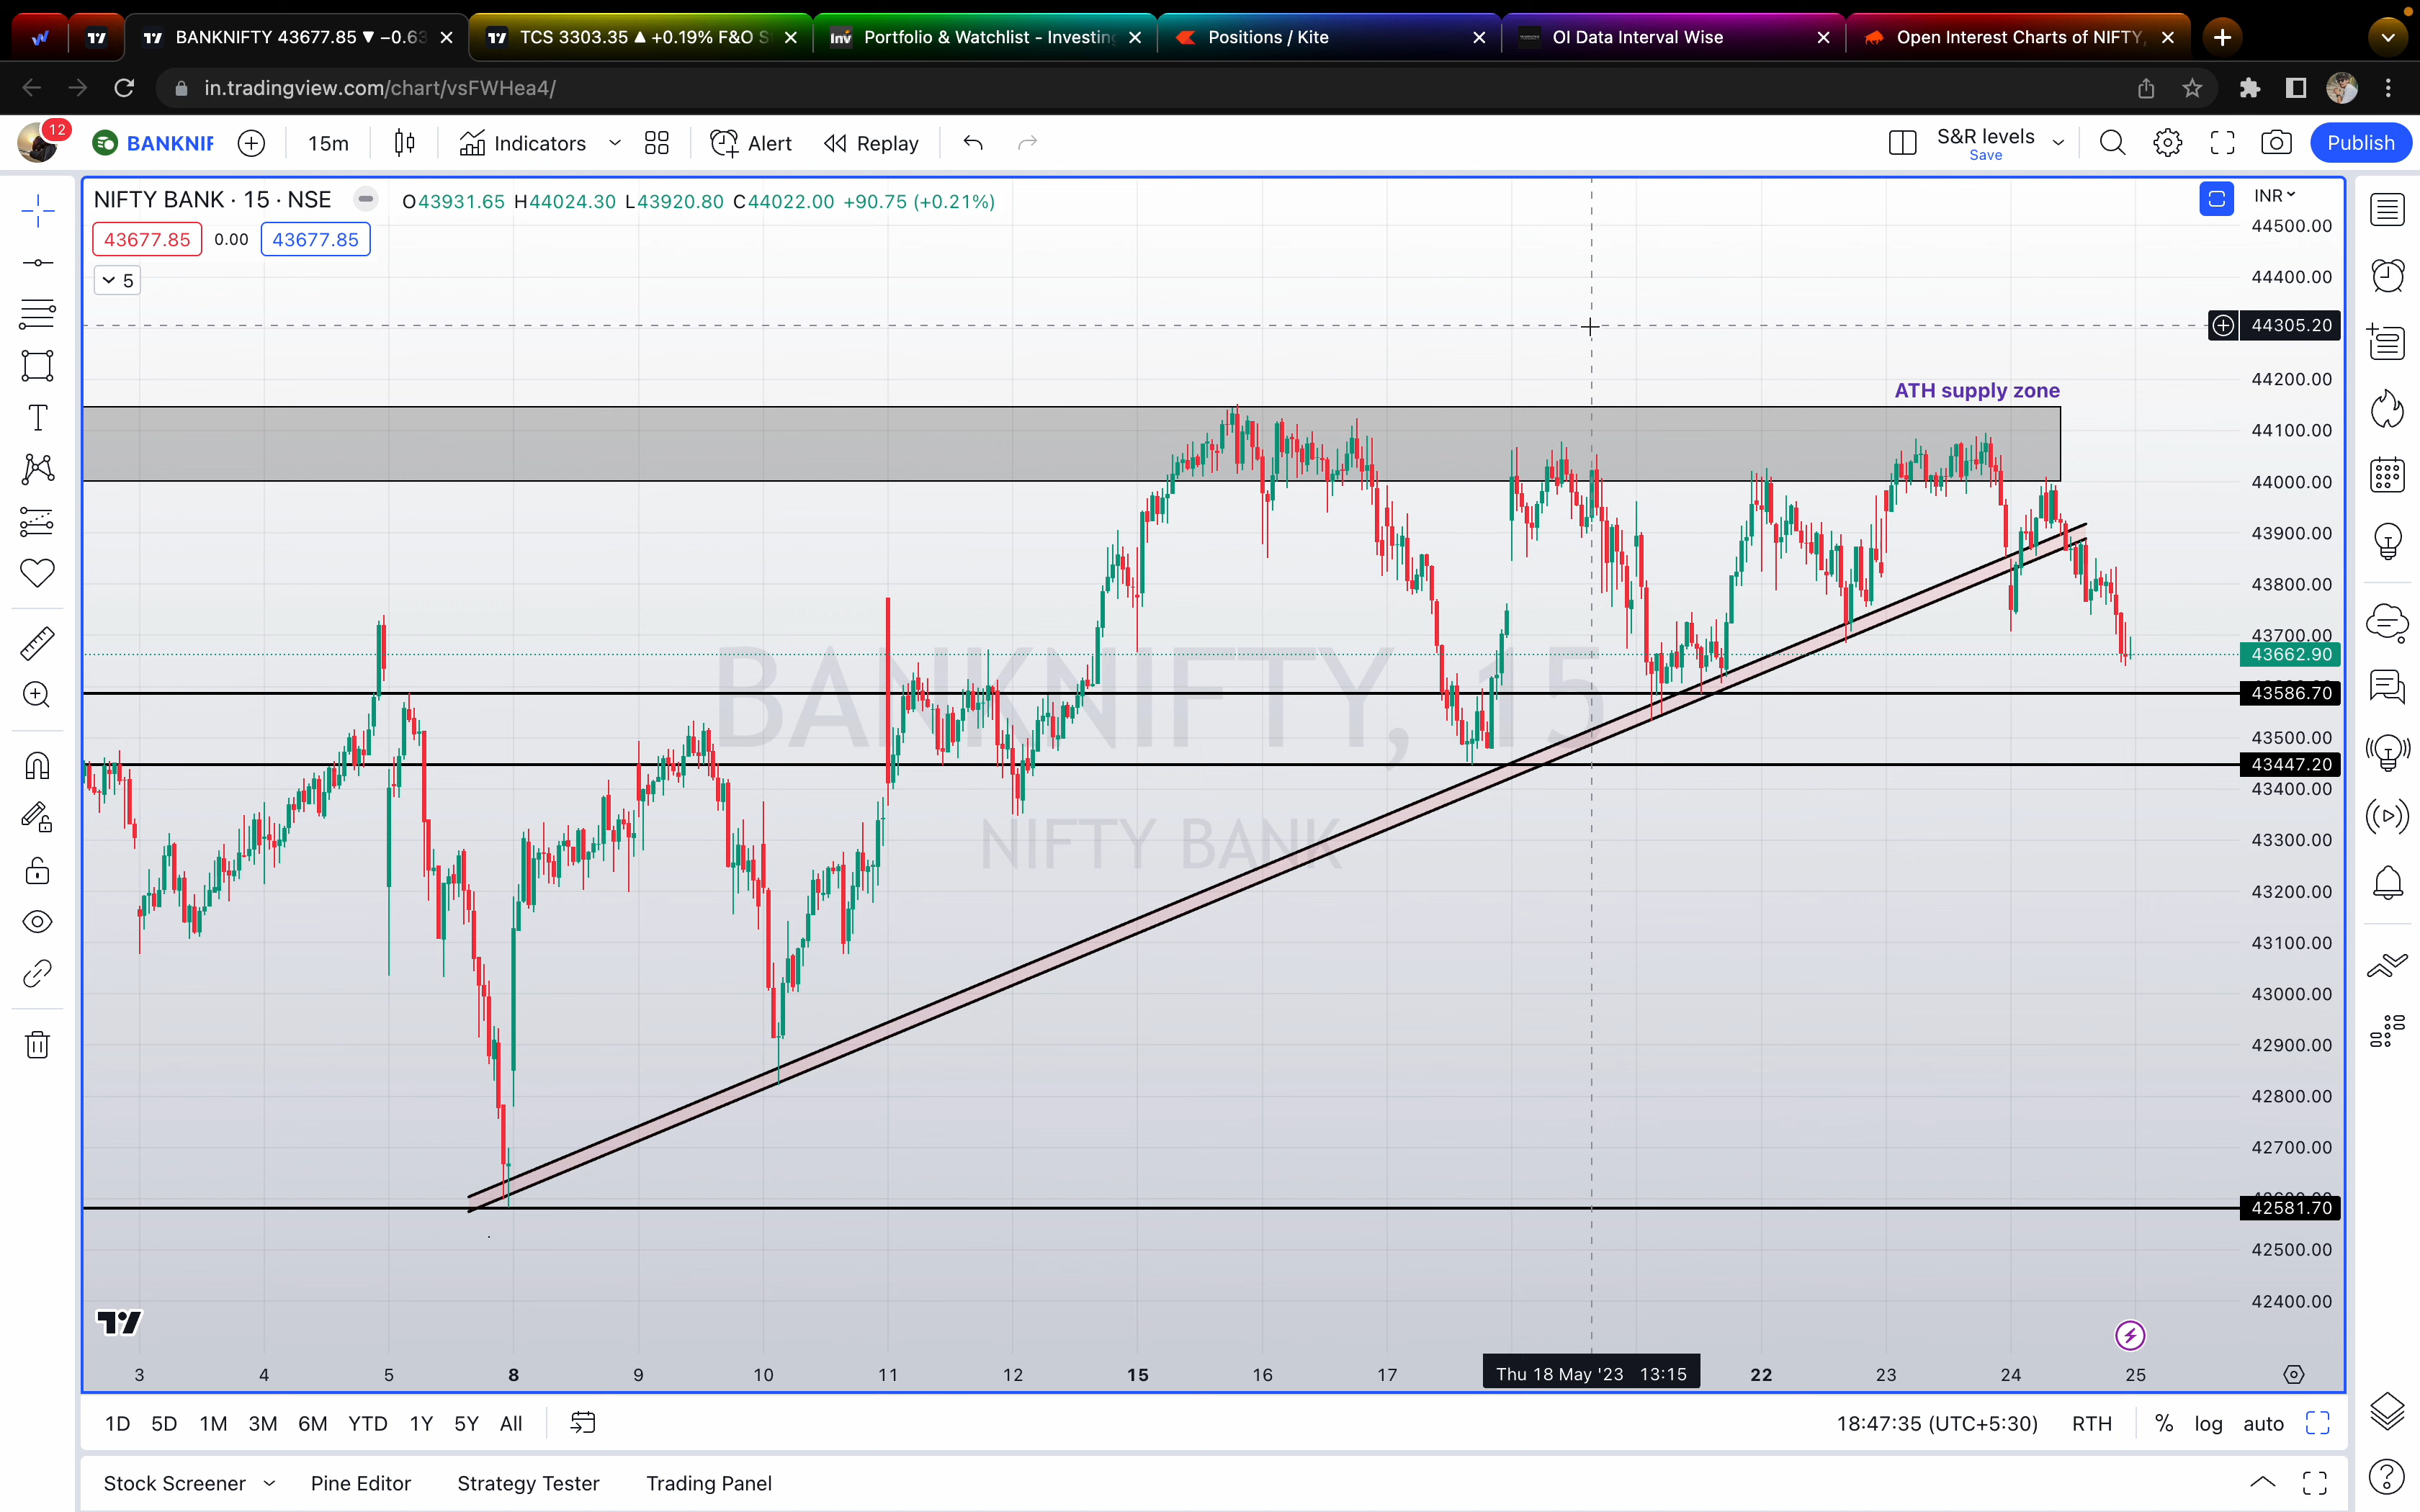 BANKNIFTY 43677.85 ▼ −0.63
TCS 3303.35 ▲ +0.19% F&O S
Portfolio & Watchlist - Investing
Positions / Kite
OI Data Interval Wise
Open Interest Charts of NIFTY,
in.tradingview.com/chart/vsFWHea4/
12
BANKNIF
15m
Indicators
Alert
Replay
S&R levels
Save
Publish
NIFTY BANK · 15 · NSE
O43931.65 H44024.30 L43920.80 C44022.00 +90.75 (+0.21%)
INR
43677.85
0.00
43677.85
5
44500.00
44400.00
44305.20
44200.00
ATH supply zone
44100.00
44000.00
43900.00
43800.00
43700.00
43662.90
43586.70
BANKNIFTY, 15
43500.00
43447.20
43400.00
NIFTY BANK
43300.00
43200.00
43100.00
43000.00
42900.00
42800.00
42700.00
42581.70
42500.00
42400.00
3 4 5 8 9 10 11 12 15 16 17 Thu 18 May '23 13:15 22 23 24 25
1D 5D 1M 3M 6M YTD 1Y 5Y All
18:47:35 (UTC+5:30) RTH % log auto
Stock Screener Pine Editor Strategy Tester Trading Panel